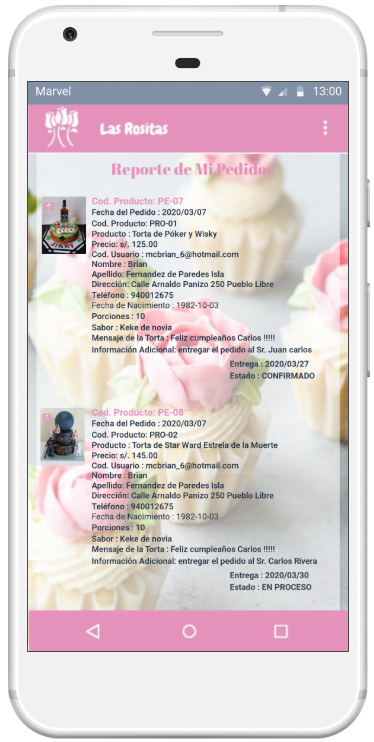 Marvel 13:00
Las Rositas
Reporte de Mi Pedidos
Cod. Producto: PE-07
Fecha del Pedido : 2020/03/07
Cod. Producto: PRO-01
Producto : Torta de Póker y Wisky
Precio: s/. 125.00
Cod. Usuario : mcbrian_6@hotmail.com
Nombre : Brian
Apellido: Fernandez de Paredes Isla
Dirección: Calle Arnaldo Panizo 250 Pueblo Libre
Teléfono : 940012675
Fecha de Nacimiento : 1982-10-03
Porciones : 10
Sabor : Keke de novia
Mensaje de la Torta : Feliz cumpleaños Carlos !!!!!
Información Adicional: entregar el pedido al Sr. Juan carlos
Entrega : 2020/03/27
Estado : CONFIRMADO
Cod. Producto: PE-08
Fecha del Pedido : 2020/03/07
Cod. Producto: PRO-02
Producto : Torta de Star Ward Estrela de la Muerte
Precio: s/. 145.00
Cod. Usuario : mcbrian_6@hotmail.com
Nombre : Brian
Apellido: Fernandez de Paredes Isla
Dirección: Calle Arnaldo Panizo 250 Pueblo Libre
Teléfono : 940012675
Fecha de Nacimiento : 1982-10-03
Porciones : 10
Sabor : Keke de novia
Mensaje de la Torta : Feliz cumpleaños Carlos !!!!!
Información Adicional: entregar el pedido al Sr. Carlos Rivera
Entrega : 2020/03/30
Estado : EN PROCESO